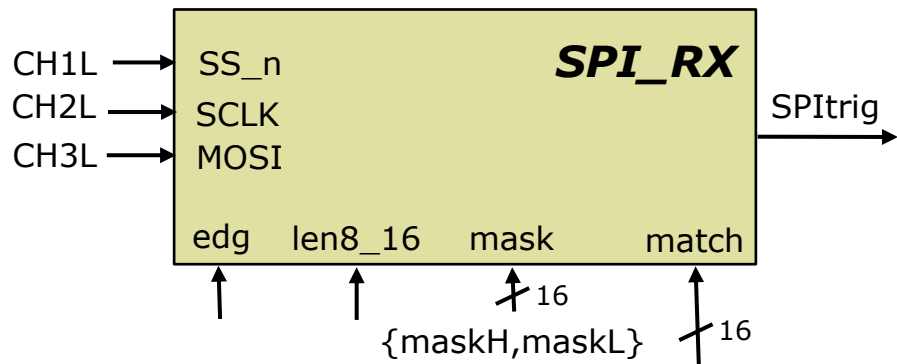 CH1L
SS_n
SPI_RX
CH2L
SCLK
SPItrig
CH3L
MOSI
edg
len8_16
mask
match
16
{maskH,maskL}
16